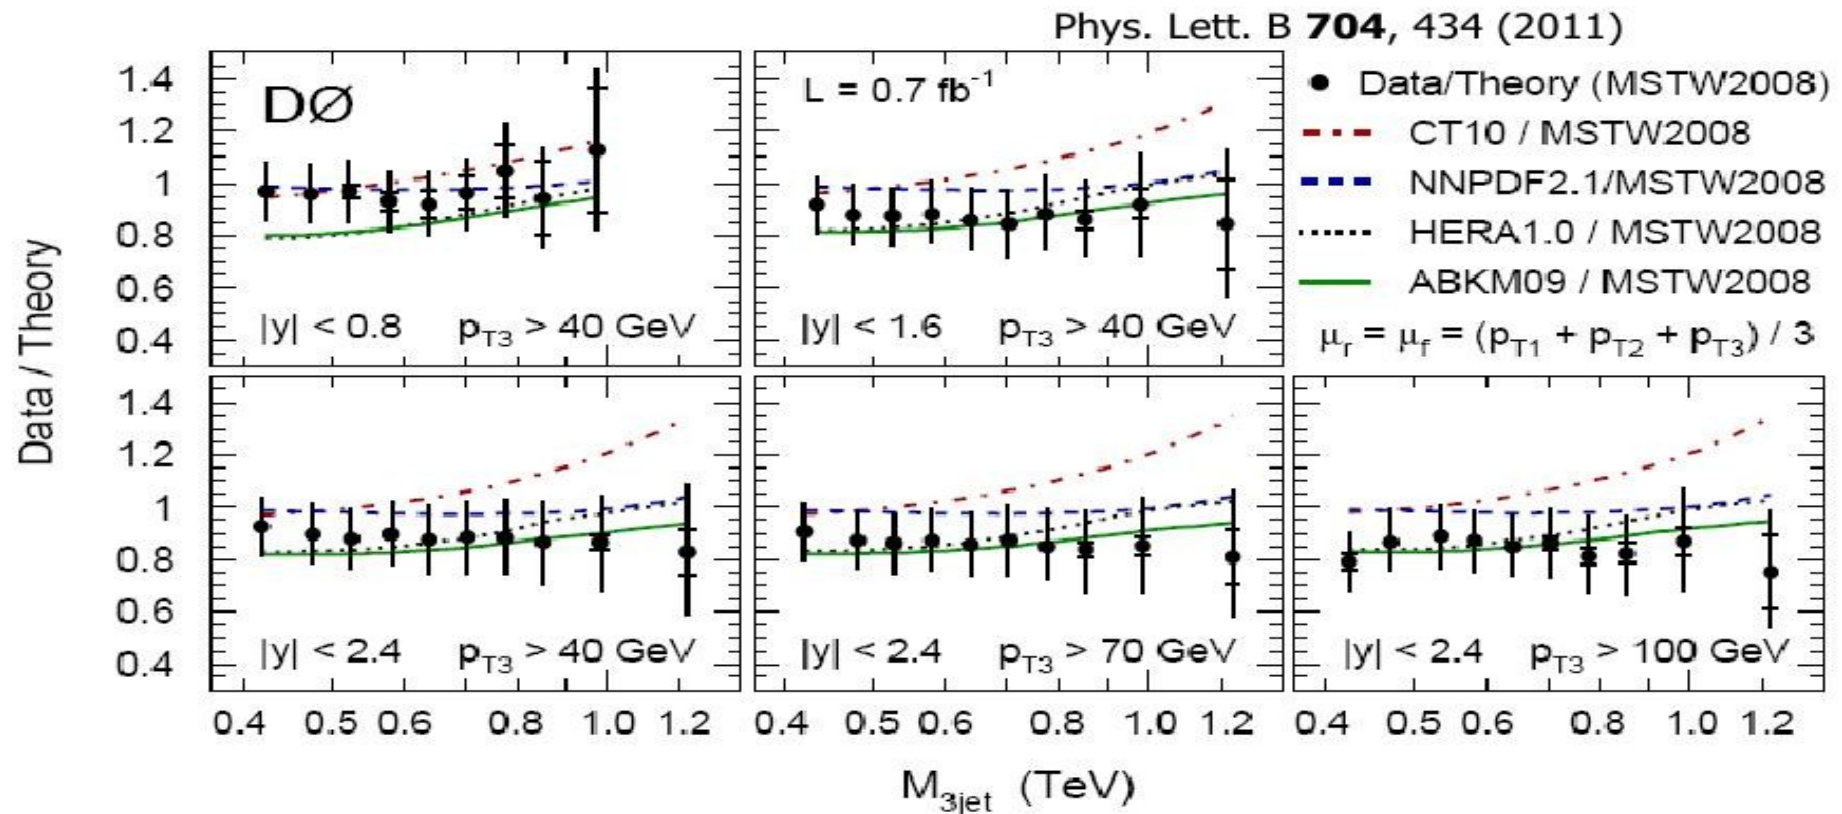 Phys. Lett. B 704, 434 (2011)
DØ
L = 0.7 fb⁻¹
Data/Theory (MSTW2008)
CT10 / MSTW2008
NNPDF2.1/MSTW2008
HERA1.0 / MSTW2008
ABKM09 / MSTW2008
μr = μf = (pT1 + pT2 + pT3) / 3
Data / Theory
1.4
1.2
1
0.8
0.6
0.4
|y| < 0.8 pT3 > 40 GeV
|y| < 1.6 pT3 > 40 GeV
1.4
1.2
1
0.8
0.6
0.4
|y| < 2.4 pT3 > 40 GeV
|y| < 2.4 pT3 > 70 GeV
|y| < 2.4 pT3 > 100 GeV
0.4 0.5 0.6 0.8 1.0 1.2
0.4 0.5 0.6 0.8 1.0 1.2
0.4 0.5 0.6 0.8 1.0 1.2
M3jet (TeV)